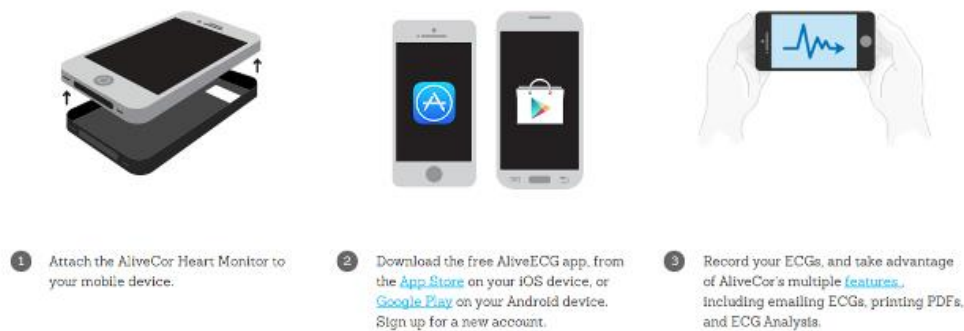 1 Attach the AliveCor Heart Monitor to
your mobile device.
2 Download the free AliveECG app, from
the App Store on your iOS device, or
Google Play on your Android device.
Sign up for a new account.
3 Record your ECGs, and take advantage
of AliveCor's multiple features ,
including emailing ECGs, printing PDFs,
and ECG Analysis.